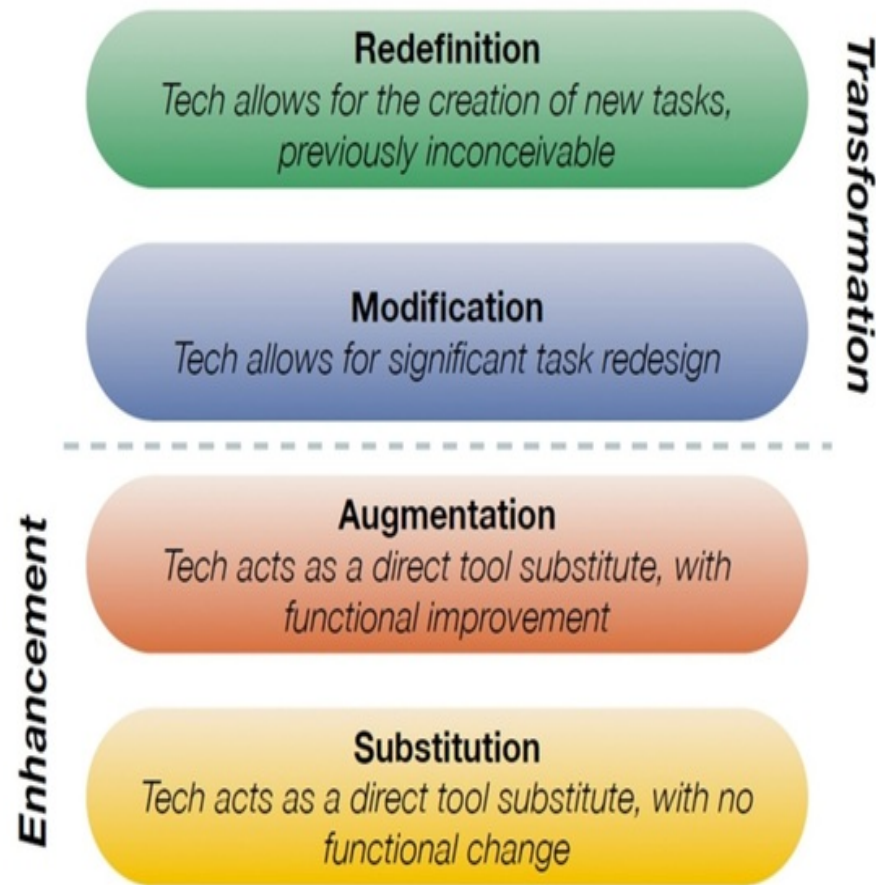 Redefinition
Tech allows for the creation of new tasks,
previously inconceivable
Transformation
Modification
Tech allows for significant task redesign
Enhancement
Augmentation
Tech acts as a direct tool substitute, with
functional improvement
Substitution
Tech acts as a direct tool substitute, with no
functional change